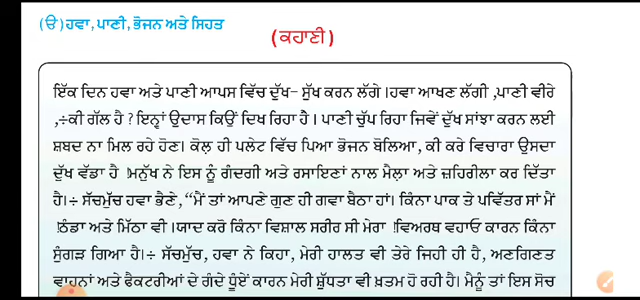 (ੳ) ਹਵਾ, ਪਾਣੀ, ਭੋਜਨ ਅਤੇ ਸਿਹਤ
(ਕਹਾਣੀ)
ਇੱਕ ਦਿਨ ਹਵਾ ਅਤੇ ਪਾਣੀ ਆਪਸ ਵਿੱਚ ਦੁੱਖ- ਸੁੱਖ ਕਰਨ ਲੱਗੇ ।ਹਵਾ ਆਖਣ ਲੱਗੀ ,ਪਾਣੀ ਵੀਰੇ
,÷ਕੀ ਗੱਲ ਹੈ ? ਇਨ੍ਹਾਂ ਉਦਾਸ ਕਿਉਂ ਦਿਖ ਰਿਹਾ ਹੈ। ਪਾਣੀ ਚੁੱਪ ਰਿਹਾ ਜਿਵੇਂ ਦੁੱਖ ਸਾਂਝਾ ਕਰਨ ਲਈ
ਸ਼ਬਦ ਨਾ ਮਿਲ ਰਹੇ ਹੋਣ। ਕੋਲ਼ ਹੀ ਪਲੇਟ ਵਿੱਚ ਪਿਆ ਭੋਜਨ ਬੋਲਿਆ, ਕੀ ਕਰੇ ਵਿਚਾਰਾ ਉਸਦਾ
ਦੁੱਖ ਵੱਡਾ ਹੈ ।ਮਨੁੱਖ ਨੇ ਇਸ ਨੂੰ ਗੰਦਗੀ ਅਤੇ ਰਸਾਇਣਾਂ ਨਾਲ ਮੈਲ਼ਾ ਅਤੇ ਜ਼ਹਿਰੀਲਾ ਕਰ ਦਿੱਤਾ
ਹੈ।÷ ਸੱਚਮੁੱਚ ਹਵਾ ਭੈਣੇ, “ਮੈਂ ਤਾਂ ਆਪਣੇ ਗੁਣ ਹੀ ਗਵਾ ਬੈਠਾ ਹਾਂ। ਕਿੰਨਾ ਪਾਕ ਤੇ ਪਵਿੱਤਰ ਸਾਂ ਮੈਂ
।ਠੰਡਾ ਅਤੇ ਮਿੱਠਾ ਵੀ ।ਯਾਦ ਕਰੋ ਕਿੰਨਾ ਵਿਸ਼ਾਲ ਸਰੀਰ ਸੀ ਮੇਰਾ ।ਵਿਅਰਥ ਵਹਾਓ ਕਾਰਨ ਕਿੰਨਾ
ਸੁੰਗੜ ਗਿਆ ਹੈ।÷ ਸੱਚਮੁੱਚ, ਹਵਾ ਨੇ ਕਿਹਾ, ਮੇਰੀ ਹਾਲਤ ਵੀ ਤੇਰੇ ਜਿਹੀ ਹੀ ਹੈ, ਅਣਗਿਣਤ
ਵਾਹਨਾਂ ਅਤੇ ਫੈਕਟਰੀਆਂ ਦੇ ਗੰਦੇ ਧੂੰਏਂ ਕਾਰਨ ਮੇਰੀ ਸ਼ੁੱਧਤਾ ਵੀ ਖ਼ਤਮ ਹੋ ਰਹੀ ਹੈ। ਮੈਨੂੰ ਤਾਂ ਇਸ ਸੋਚ